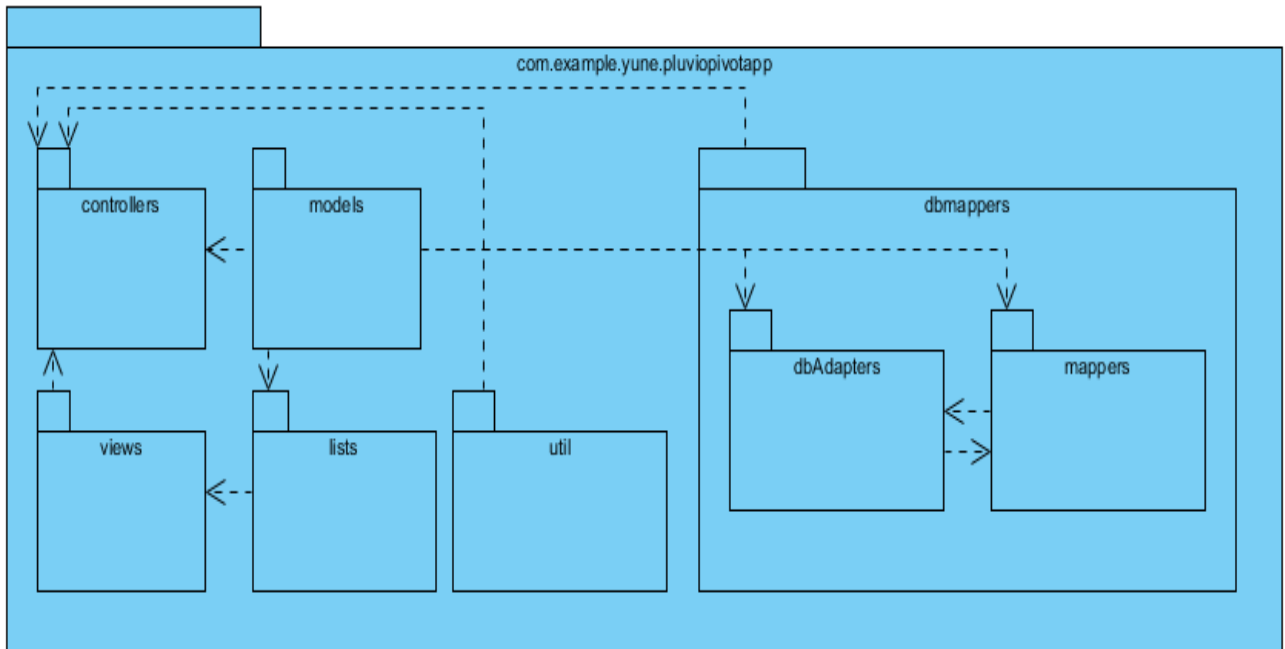 com.example.yune.pluviopivotapp
controllers
models
dbmappers
dbAdapters
mappers
views
lists
util